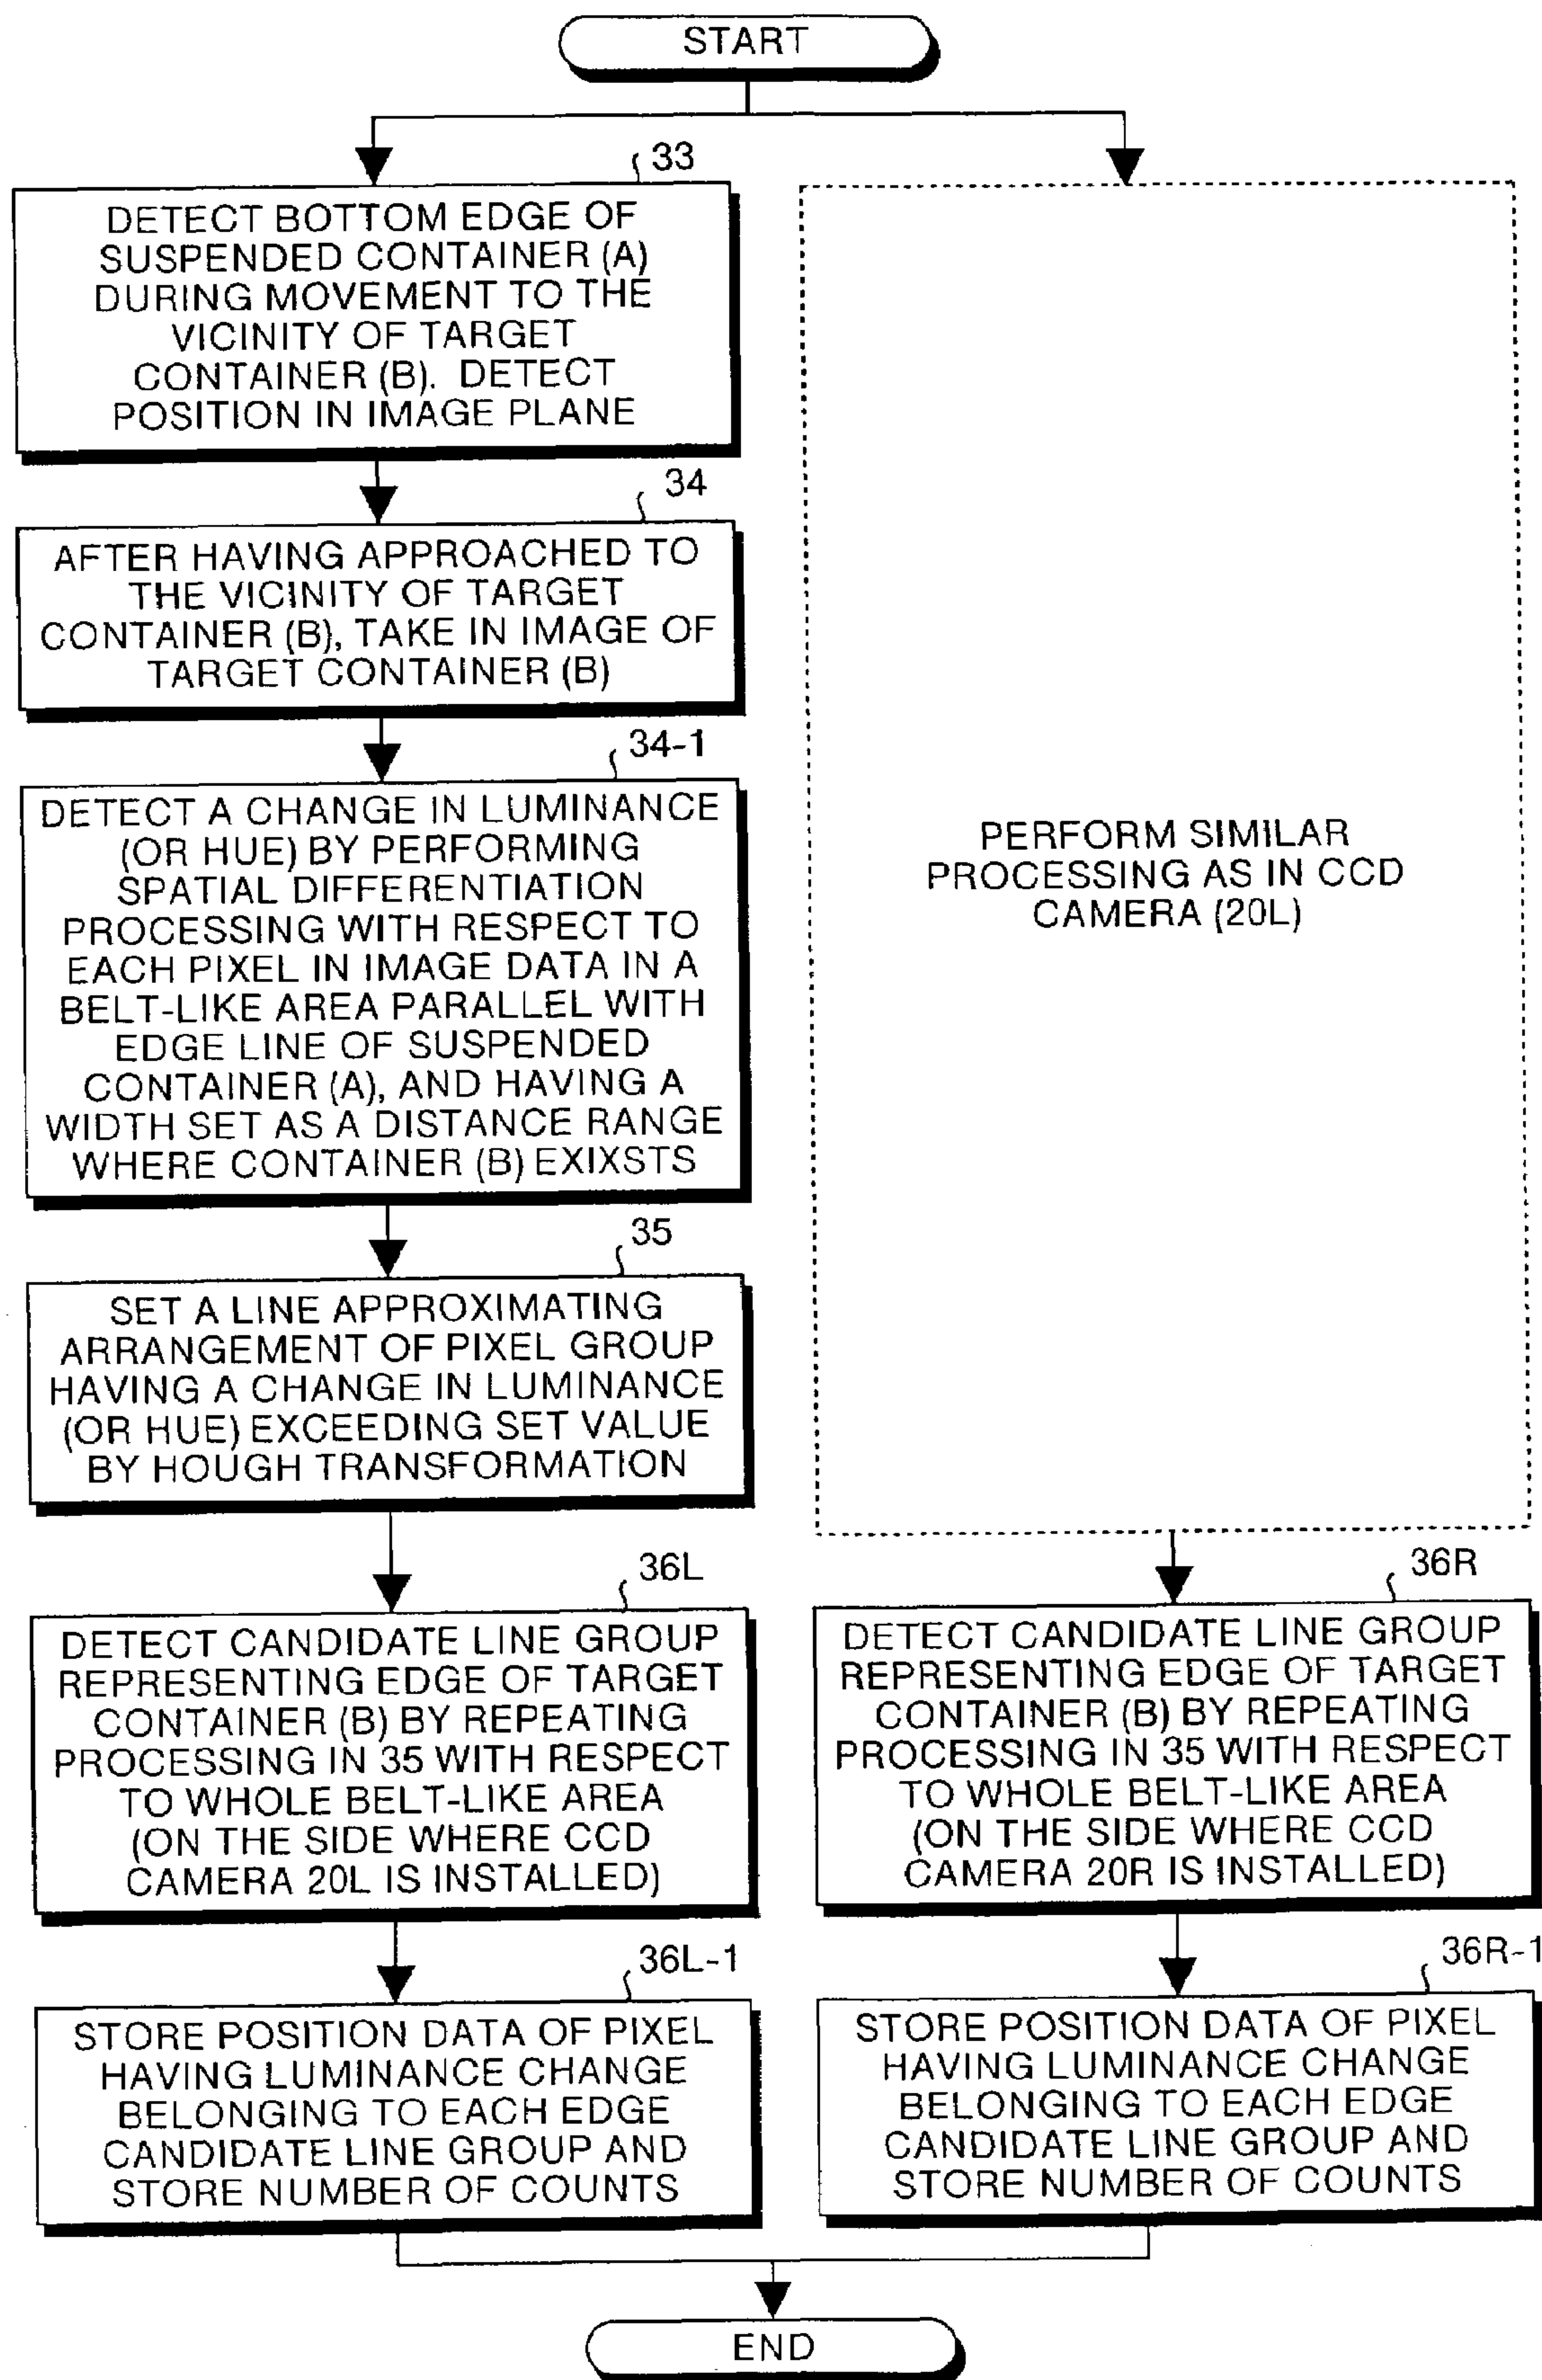 START
33
DETECT BOTTOM EDGE OF
SUSPENDED CONTAINER (A)
DURING MOVEMENT TO THE
VICINITY OF TARGET
CONTAINER (B). DETECT
POSITION IN IMAGE PLANE
34
AFTER HAVING APPROACHED TO
THE VICINITY OF TARGET
CONTAINER (B), TAKE IN IMAGE OF
TARGET CONTAINER (B)
34-1
DETECT A CHANGE IN LUMINANCE
(OR HUE) BY PERFORMING
SPATIAL DIFFERENTIATION
PROCESSING WITH RESPECT TO
EACH PIXEL IN IMAGE DATA IN A
BELT-LIKE AREA PARALLEL WITH
EDGE LINE OF SUSPENDED
CONTAINER (A), AND HAVING A
WIDTH SET AS A DISTANCE RANGE
WHERE CONTAINER (B) EXIXSTS
35
SET A LINE APPROXIMATING
ARRANGEMENT OF PIXEL GROUP
HAVING A CHANGE IN LUMINANCE
(OR HUE) EXCEEDING SET VALUE
BY HOUGH TRANSFORMATION
36L
DETECT CANDIDATE LINE GROUP
REPRESENTING EDGE OF TARGET
CONTAINER (B) BY REPEATING
PROCESSING IN 35 WITH RESPECT
TO WHOLE BELT-LIKE AREA
(ON THE SIDE WHERE CCD
CAMERA 20L IS INSTALLED)
36L-1
STORE POSITION DATA OF PIXEL
HAVING LUMINANCE CHANGE
BELONGING TO EACH EDGE
CANDIDATE LINE GROUP AND
STORE NUMBER OF COUNTS
PERFORM SIMILAR
PROCESSING AS IN CCD
CAMERA (20L)
36R
DETECT CANDIDATE LINE GROUP
REPRESENTING EDGE OF TARGET
CONTAINER (B) BY REPEATING
PROCESSING IN 35 WITH RESPECT
TO WHOLE BELT-LIKE AREA
(ON THE SIDE WHERE CCD
CAMERA 20R IS INSTALLED)
36R-1
STORE POSITION DATA OF PIXEL
HAVING LUMINANCE CHANGE
BELONGING TO EACH EDGE
CANDIDATE LINE GROUP AND
STORE NUMBER OF COUNTS
END